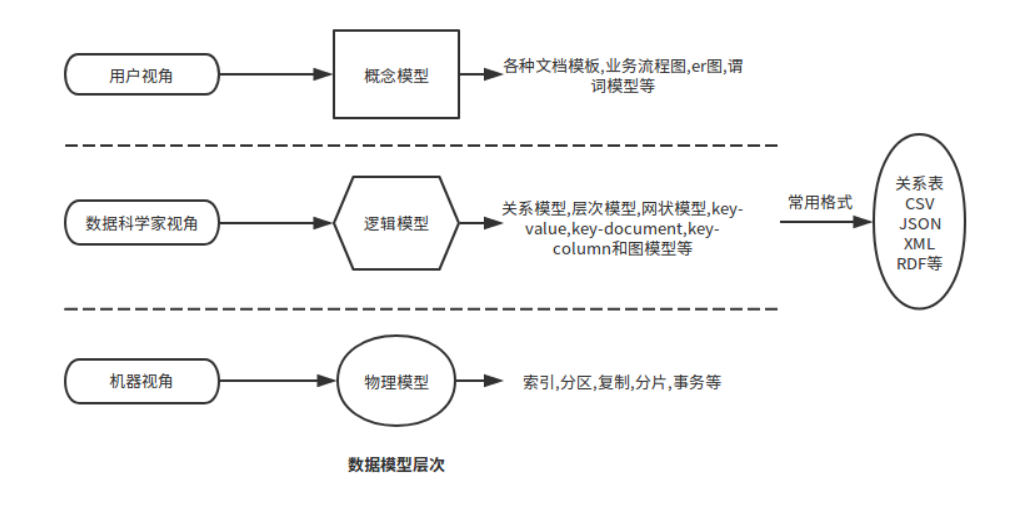 用户视角
概念模型
各种文档模板,业务流程图,er图,谓
词模型等
数据科学家视角
逻辑模型
关系模型,层次模型,网状模型,key-
value,key-document,key-
column和图模型等
常用格式
关系表
CSV
JSON
XML
RDF等
机器视角
物理模型
索引,分区,复制,分片,事务等
数据模型层次